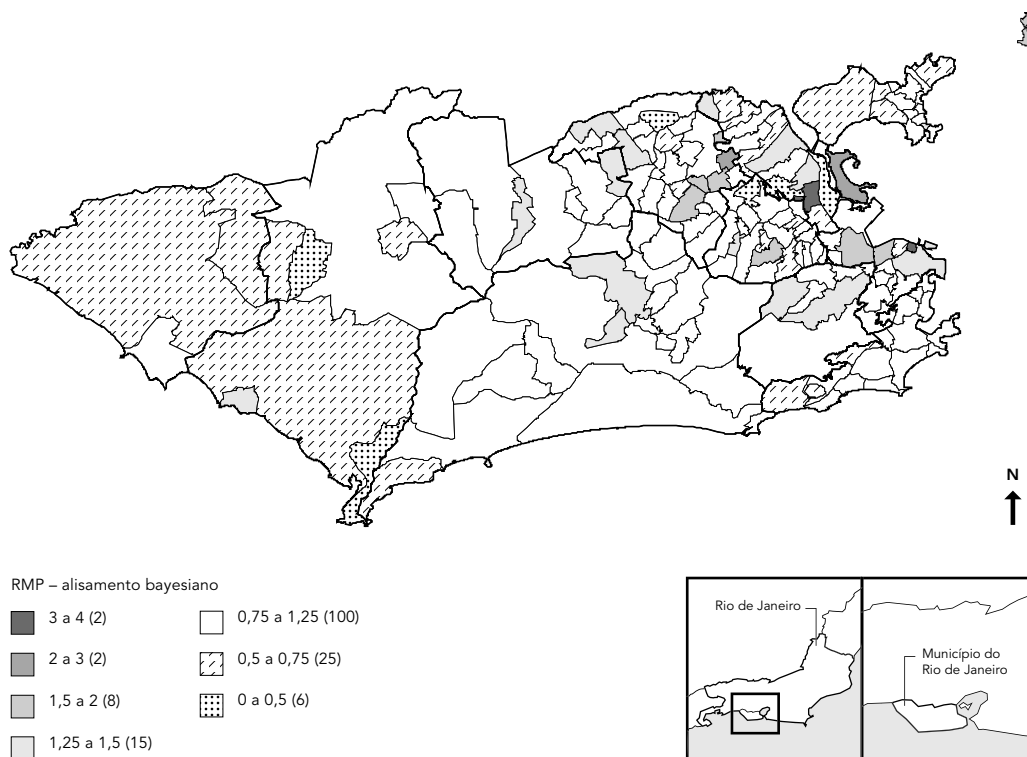 N
RMP – alisamento bayesiano
3 a 4 (2)
2 a 3 (2)
1,5 a 2 (8)
1,25 a 1,5 (15)
0,75 a 1,25 (100)
0,5 a 0,75 (25)
0 a 0,5 (6)
Rio de Janeiro
Município do
Rio de Janeiro